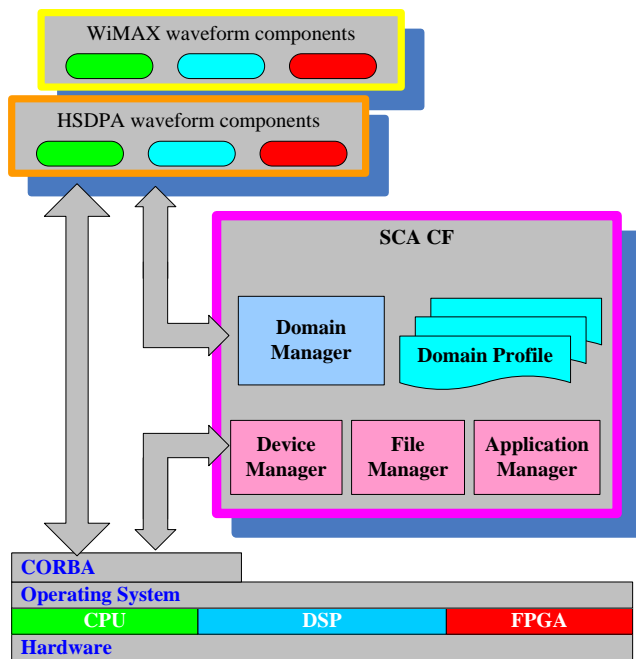 WiMAX waveform components
HSDPA waveform components
SCA CF
Domain
Manager
Domain Profile
Device
Manager
File
Manager
Application
Manager
CORBA
Operating System
CPU DSP FPGA
Hardware